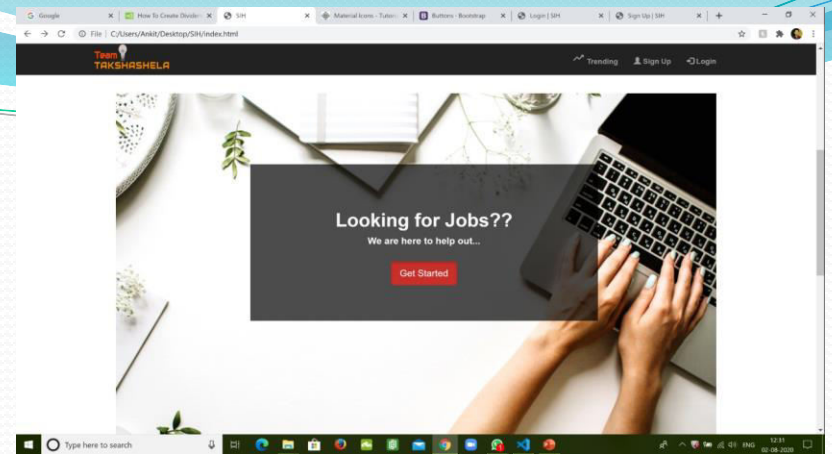 Google
How To Create Dividers
SIH
Material Icons - Tutori
Buttons · Bootstrap
Login | SIH
Sign Up | SIH
File | C:/Users/Ankit/Desktop/SIH/index.html
Team
TAKSHASHELA
Trending
Sign Up
Login
Looking for Jobs??
We are here to help out...
Get Started
Type here to search
ENG
12:31
02-08-2020